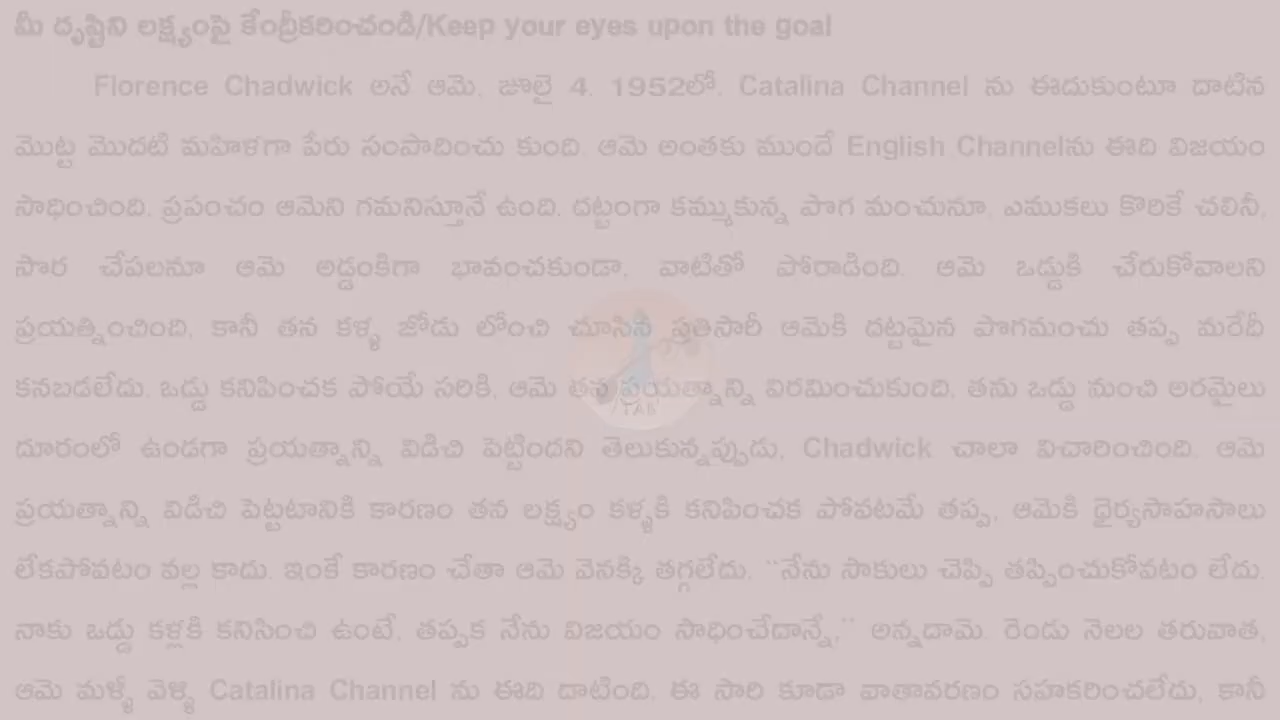 మీ దృష్టిని లక్ష్యంపై కేంద్రీకరించండి/Keep your eyes upon the goal
Florence Chadwick అనే ఆమె, జూలై 4, 1952లో, Catalina Channel ను ఈదుకుంటూ దాటిన
మొట్ట మొదటి మహిళగా పేరు సంపాదించు కుంది. ఆమె అంతకు ముందే English Channelను ఈది విజయం
సాధించింది. ప్రపంచం ఆమెని గమనిస్తూనే ఉంది. దట్టంగా కమ్ముకున్న పొగ మంచునూ, ఎముకలు కొరికే చలినీ,
సొర చేపలనూ ఆమె అడ్డంకిగా భావంచకుండా, వాటితో పోరాడింది. ఆమె ఒడ్డుకి చేరుకోవాలని
ప్రయత్నించింది, కానీ తన కళ్ళ జోడు లోంచి చూసిన ప్రతిసారీ ఆమెకి దట్టమైన పొగమంచు తప్ప మరేదీ
కనబడలేదు. ఒడ్డు కనిపించక పోయే సరికి, ఆమె తన ప్రయత్నాన్ని విరమించుకుంది. తను ఒడ్డు నుంచి అరమైలు
దూరంలో ఉండగా ప్రయత్నాన్ని విడిచి పెట్టిందని తెలుకున్నప్పుడు, Chadwick చాలా విచారించింది. ఆమె
ప్రయత్నాన్ని విడిచి పెట్టటానికి కారణం తన లక్ష్యం కళ్ళకి కనిపించక పోవటమే తప్ప, ఆమెకి ధైర్యసాహసాలు
లేకపోవటం వల్ల కాదు. ఇంకే కారణం చేతా ఆమె వెనక్కి తగ్గలేదు. ``నేను సాకులు చెప్పి తప్పించుకోవటం లేదు.
నాకు ఒడ్డు కళ్లకి కనిసించి ఉంటే, తప్పక నేను విజయం సాధించేదాన్నే,'' అన్నదామె. రెండు నెలల తరువాత,
ఆమె మళ్ళీ వెళ్ళి Catalina Channel ను ఈది దాటింది. ఈ సారి కూడా వాతావరణం సహకరించలేదు, కానీ